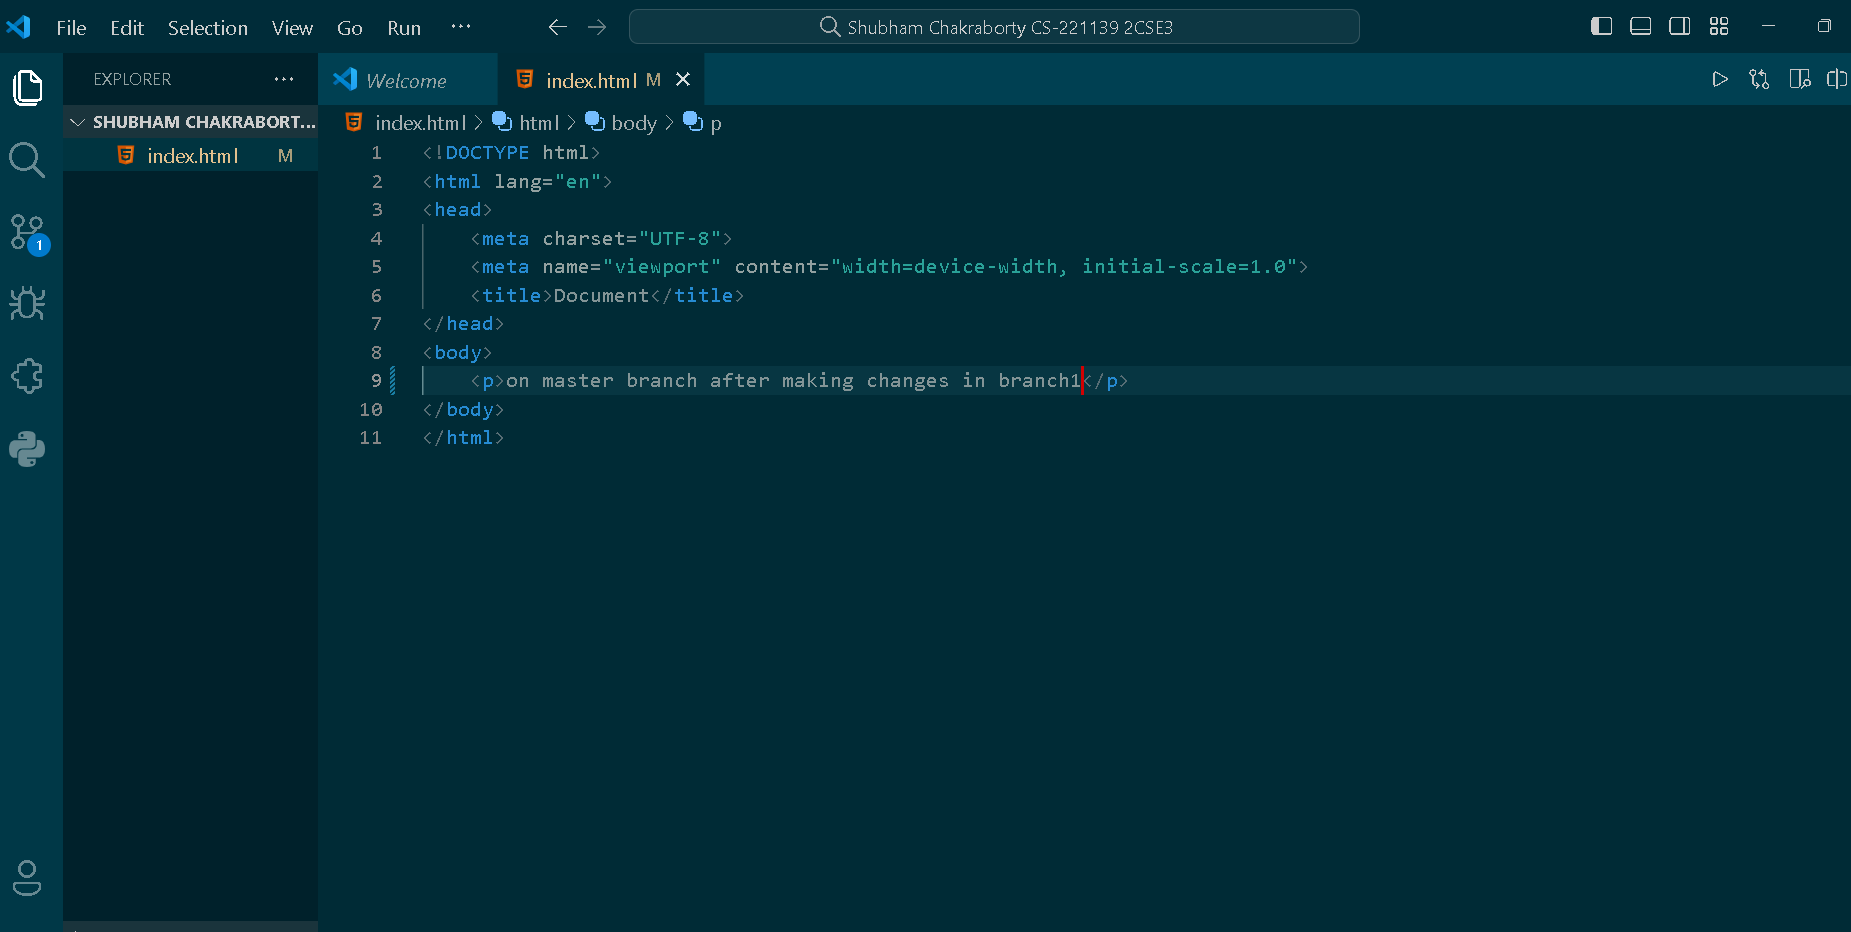 File Edit Selection View Go Run ··· Shubham Chakraborty CS-221139 2CSE3
EXPLORER ···
SHUBHAM CHAKRABORT...
index.html M
1
Welcome
index.html M
index.html > html > body > p
1 <!DOCTYPE html>
2 <html lang="en">
3 <head>
4 <meta charset="UTF-8">
5 <meta name="viewport" content="width=device-width, initial-scale=1.0">
6 <title>Document</title>
7 </head>
8 <body>
9 <p>on master branch after making changes in branch1</p>
10 </body>
11 </html>